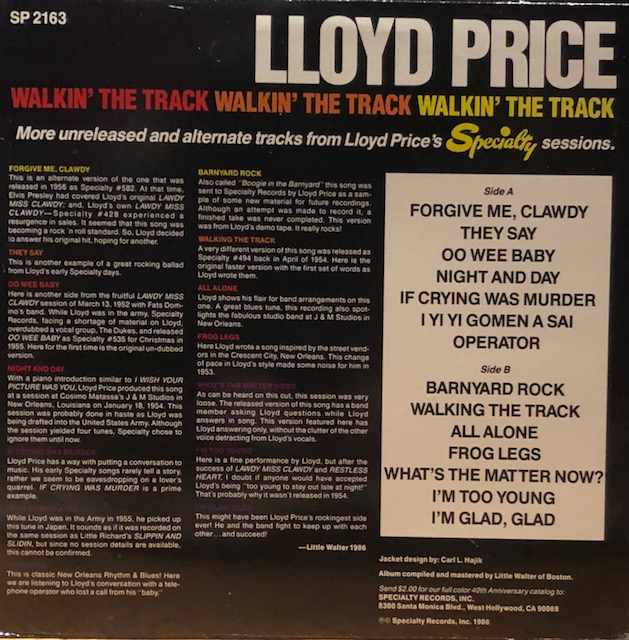 SP 2163
LLOYD PRICE
WALKIN' THE TRACK WALKIN' THE TRACK WALKIN' THE TRACK
More unreleased and alternate tracks from Lloyd Price's Specialty sessions.
FORGIVE ME, CLAWDY
This is an alternate version of the one that was
released in 1956 as Specialty #582. At that time,
Elvis Presley had covered Lloyd's original LAWDY
MISS CLAWDY; and, Lloyd's own LAWDY MISS
CLAWDY—Specialty #428 experienced a
resurgence in sales. It seemed that this song was
becoming a rock 'n roll standard. So, Lloyd decided
to answer his original hit, hoping for another.
THEY SAY
This is another example of a great rocking ballad
from Lloyd's early Specialty days.
OO WEE BABY
Here is another side from the fruitful LAWDY MISS
CLAWDY session of March 13, 1952 with Fats Dom-
ino's band. While Lloyd was in the army, Specialty
Records, facing a shortage of material on Lloyd,
overdubbed a vocal group, The Dukes, and released
OO WEE BABY as Specialty #535 for Christmas in
1955. Here for the first time is the original un-dubbed
version.
NIGHT AND DAY
With a piano introduction similar to I WISH YOUR
PICTURE WAS YOU, Lloyd Price produced this song
at a session at Cosimo Matassa's J & M Studios in
New Orleans, Louisiana on January 18, 1954. This
session was probably done in haste as Lloyd was
being drafted into the United States Army. Although
the session yielded four tunes, Specialty chose to
ignore them until now.
IF CRYING WAS MURDER
Lloyd Price has a way with putting a conversation to
music. His early Specialty songs rarely tell a story,
rather we seem to be eavesdropping on a lover's
quarrel. IF CRYING WAS MURDER is a prime
example.
While Lloyd was in the Army in 1955, he picked up
this tune in Japan. It sounds as if it was recorded on
the same session as Little Richard's SLIPPIN AND
SLIDIN, but since no session details are available,
this cannot be confirmed.
This is classic New Orleans Rhythm & Blues! Here
we are listening to Lloyd's conversation with a tele-
phone operator who lost a call from his "baby."
BARNYARD ROCK
Also called "Boogie in the Barnyard" this song was
sent to Specialty Records by Lloyd Price as a sam-
ple of some new material for future recordings.
Although an attempt was made to record it, a
finished take was never completed. This version
was from Lloyd's demo tape. It really rocks!
WALKING THE TRACK
A very different version of this song was released as
Specialty #494 back in April of 1954. Here is the
original faster version with the first set of words as
Lloyd wrote them.
ALL ALONE
Lloyd shows his flair for band arrangements on this
one. A great blues tune, this recording also spot-
lights the fabulous studio band at J & M Studios in
New Orleans.
FROG LEGS
Here Lloyd wrote a song inspired by the street vend-
ors in the Crescent City, New Orleans. This change
of pace in Lloyd's style made some noise for him in
1953.
WHAT'S THE MATTER NOW?
As can be heard on this cut, this session was very
loose. The released version of this song has a band
member asking Lloyd questions while Lloyd
answers in song. This version featured here has
Lloyd answering only, without the clutter of the other
voice detracting from Lloyd's vocals.
I'M TOO YOUNG
Here is a fine performance by Lloyd, but after the
success of LAWDY MISS CLAWDY and RESTLESS
HEART, I doubt if anyone would have accepted
Lloyd's being "too young to stay out late at night!"
That's probably why it wasn't released in 1954.
This might have been Lloyd Price's rockingest side
ever! He and the band fight to keep up with each
other....and succeed!
—Little Walter 1986
Side A
FORGIVE ME, CLAWDY
THEY SAY
OO WEE BABY
NIGHT AND DAY
IF CRYING WAS MURDER
I YI YI GOMEN A SAI
OPERATOR
Side B
BARNYARD ROCK
WALKING THE TRACK
ALL ALONE
FROG LEGS
WHAT'S THE MATTER NOW?
I'M TOO YOUNG
I'M GLAD, GLAD
Jacket design by: Carl L. Hajik
Album compiled and mastered by Little Walter of Boston.
Send $2.00 for our full color 40th Anniversary catalog to:
SPECIALTY RECORDS, INC.
8300 Santa Monica Blvd., West Hollywood, CA 90069
℗© Specialty Records, Inc. 1986